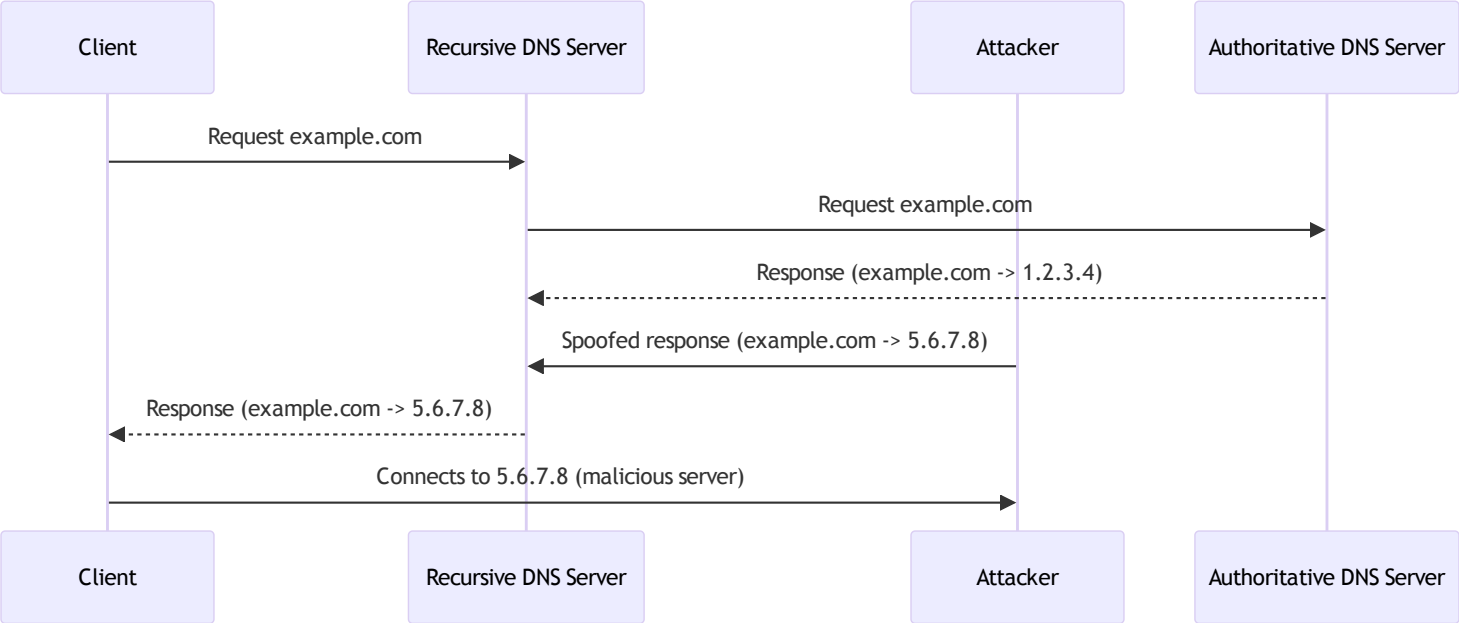 Client
Recursive DNS Server
Attacker
Authoritative DNS Server
Request example.com
Request example.com
Response (example.com -> 1.2.3.4)
Spoofed response (example.com -> 5.6.7.8)
Response (example.com -> 5.6.7.8)
Connects to 5.6.7.8 (malicious server)
Client
Recursive DNS Server
Attacker
Authoritative DNS Server